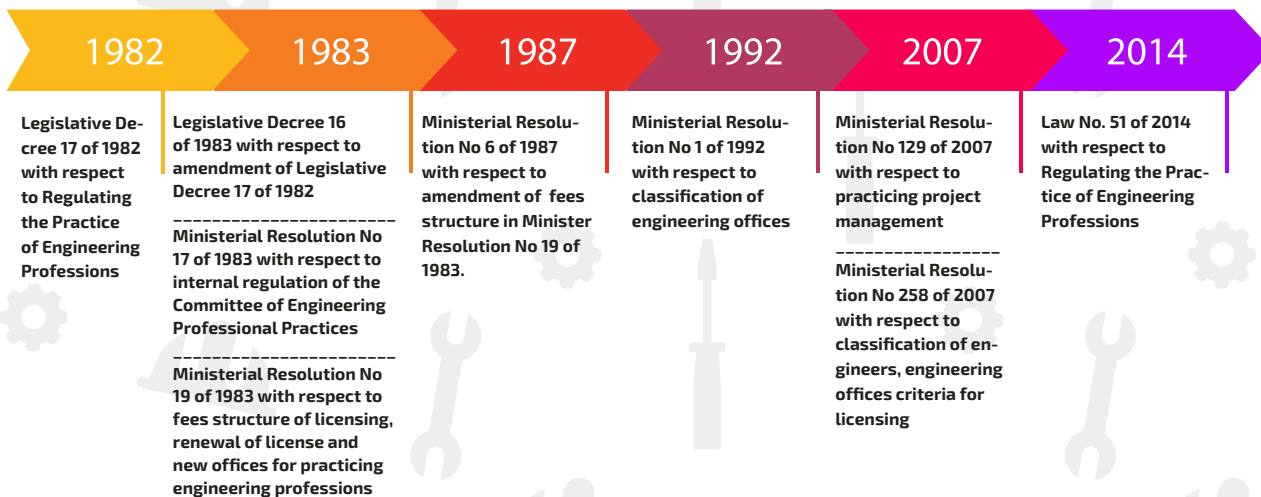 1982
1983
1987
1992
2007
2014
Legislative De-
cree 17 of 1982
with respect
to Regulating
the Practice
of Engineering
Professions
Legislative Decree 16
of 1983 with respect to
amendment of Legislative
Decree 17 of 1982
_______________________
Ministerial Resolution No
17 of 1983 with respect to
internal regulation of the
Committee of Engineering
Professional Practices
_______________________
Ministerial Resolution No
19 of 1983 with respect to
fees structure of licensing,
renewal of license and
new offices for practicing
engineering professions
Ministerial Resolu-
tion No 6 of 1987
with respect to
amendment of fees
structure in Minister
Resolution No 19 of
1983.
Ministerial Resolu-
tion No 1 of 1992
with respect to
classification of
engineering offices
Ministerial Resolu-
tion No 129 of 2007
with respect to
practicing project
management
_________________
Ministerial Resolu-
tion No 258 of 2007
with respect to
classification of en-
gineers, engineering
offices criteria for
licensing
Law No. 51 of 2014
with respect to
Regulating the Prac-
tice of Engineering
Professions